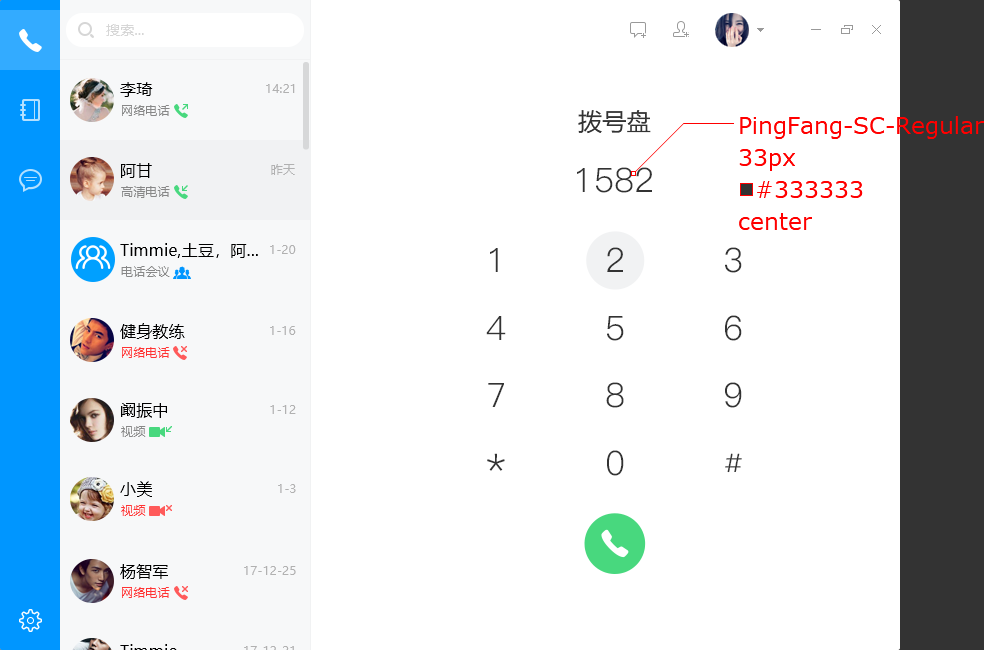 搜索...
李琦 14:21
网络电话
阿甘 昨天
高清电话
Timmie,土豆，阿... 1-20
电话会议
健身教练 1-16
网络电话
阚振中 1-12
视频
小美 1-3
视频
杨智军 17-12-25
网络电话
Timmie 17-12-21
拨号盘
1582
1 2 3
4 5 6
7 8 9
* 0 #
PingFang-SC-Regular
33px
#333333
center